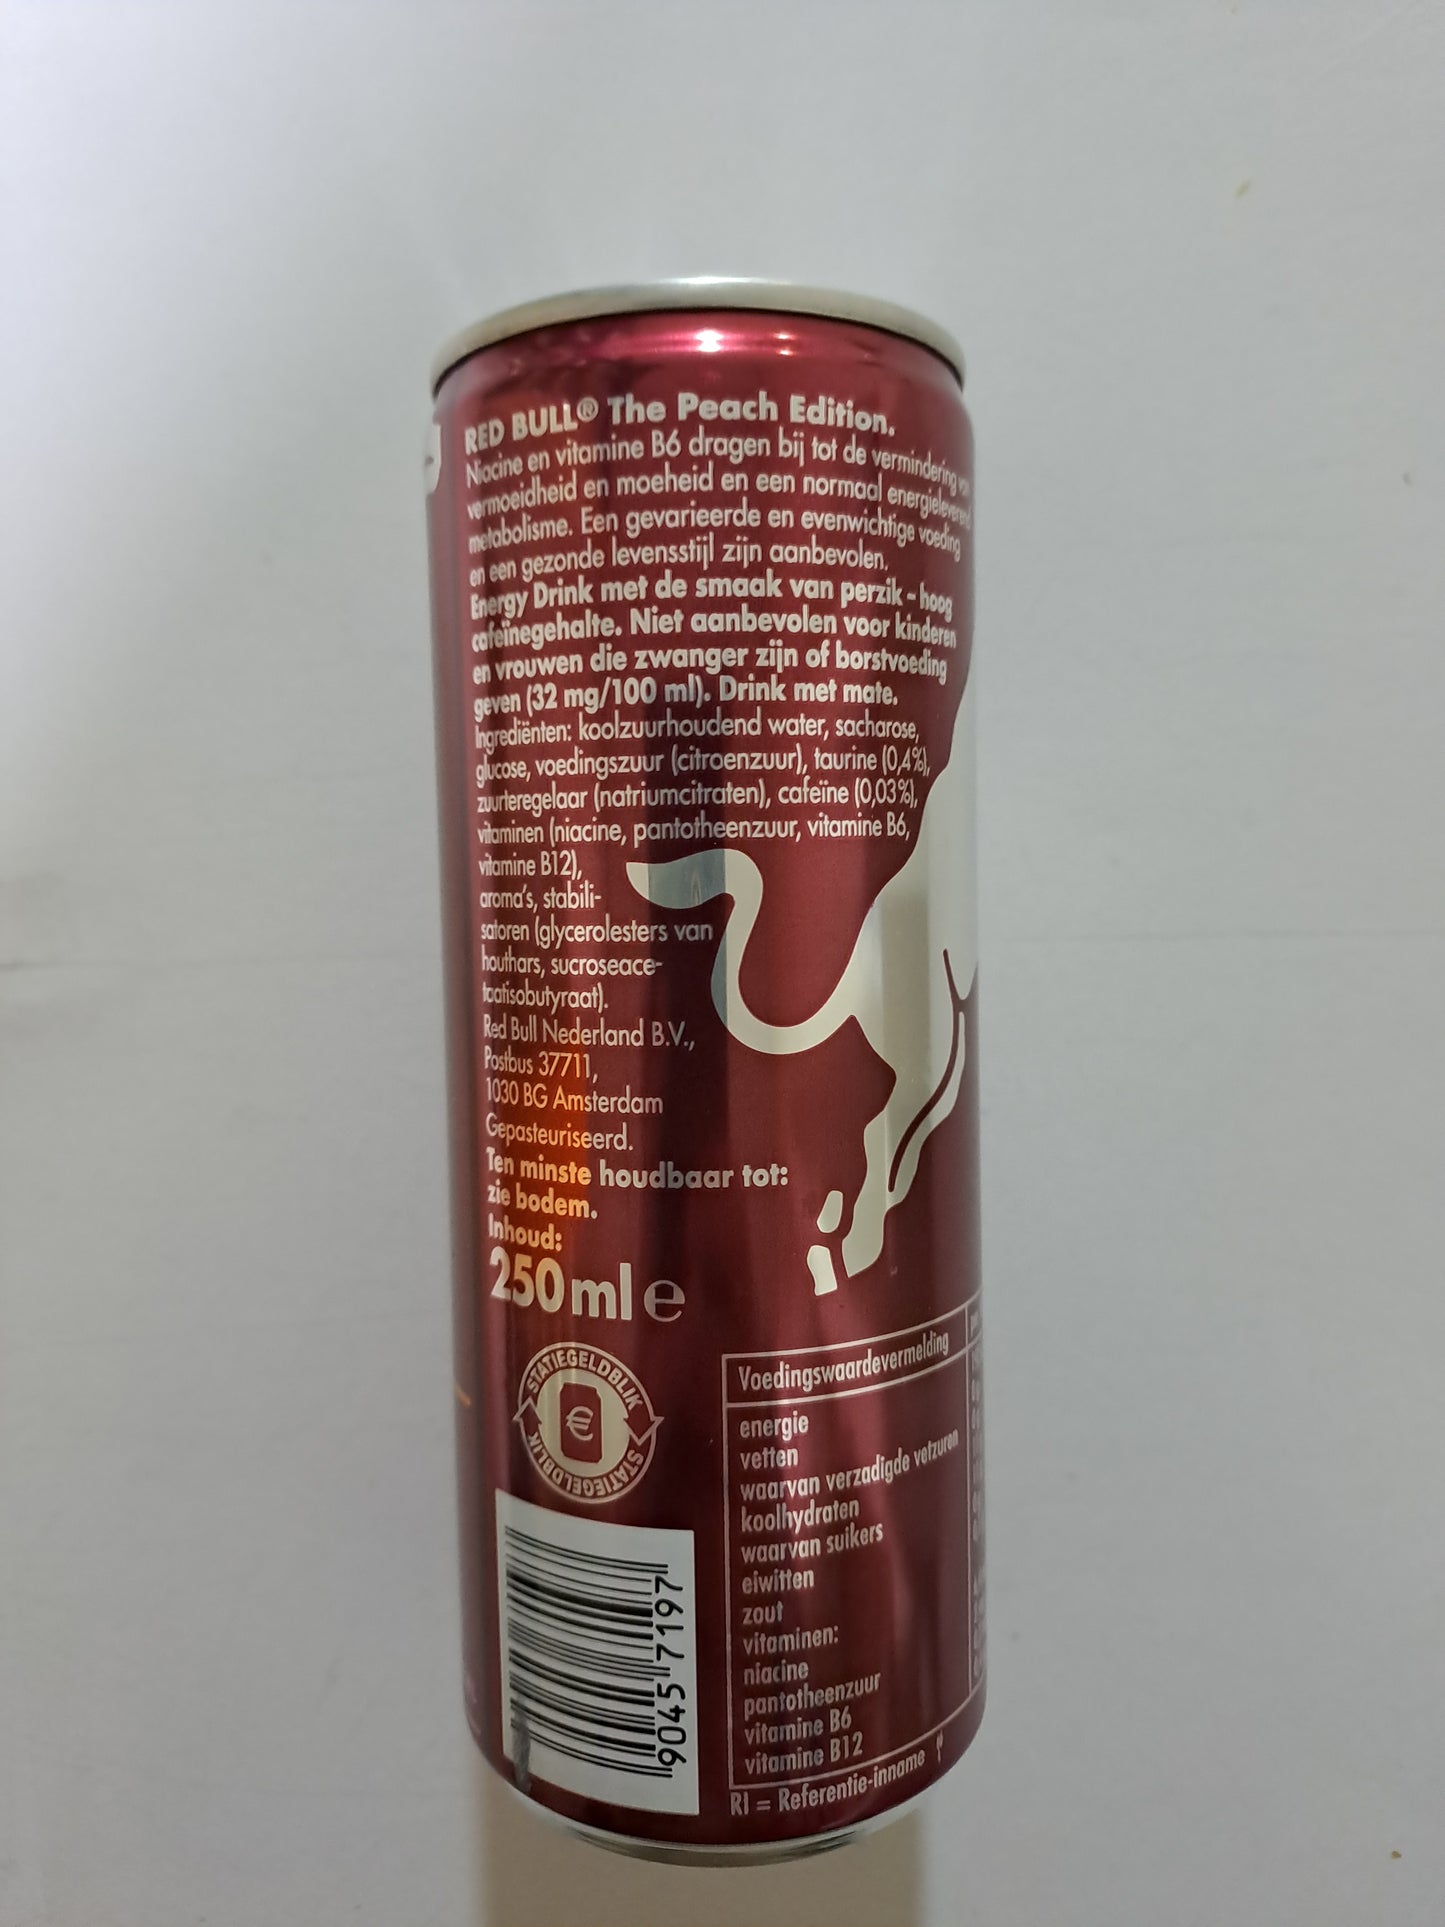 RED BULL® The Peach Edition.
Niacine en vitamine B6 dragen bij tot de vermindering van
vermoeidheid en moeheid en een normaal energieleverend
metabolisme. Een gevarieerde en evenwichtige voeding
en een gezonde levensstijl zijn aanbevolen.
Energy Drink met de smaak van perzik - hoog
cafeïnegehalte. Niet aanbevolen voor kinderen
en vrouwen die zwanger zijn of borstvoeding
geven (32 mg/100 ml). Drink met mate.
Ingrediënten: koolzuurhoudend water, sacharose,
glucose, voedingszuur (citroenzuur), taurine (0,4%),
zuurteregelaar (natriumcitraten), cafeïne (0,03%),
vitaminen (niacine, pantotheenzuur, vitamine B6,
vitamine B12),
aroma's, stabili-
satoren (glycerolesters van
houthars, sucroseace-
taatisobutyraat).
Red Bull Nederland B.V.,
Postbus 37711,
1030 BG Amsterdam
Gepasteuriseerd.
Ten minste houdbaar tot:
zie bodem.
Inhoud:
250 ml e
STATIEGELDBLIK
€
STATIEGELDBLIK
9045 7197
Voedingswaardevermelding
energie
vetten
waarvan verzadigde vetzuren
koolhydraten
waarvan suikers
eiwitten
zout
vitaminen:
niacine
pantotheenzuur
vitamine B6
vitamine B12
RI = Referentie-inname